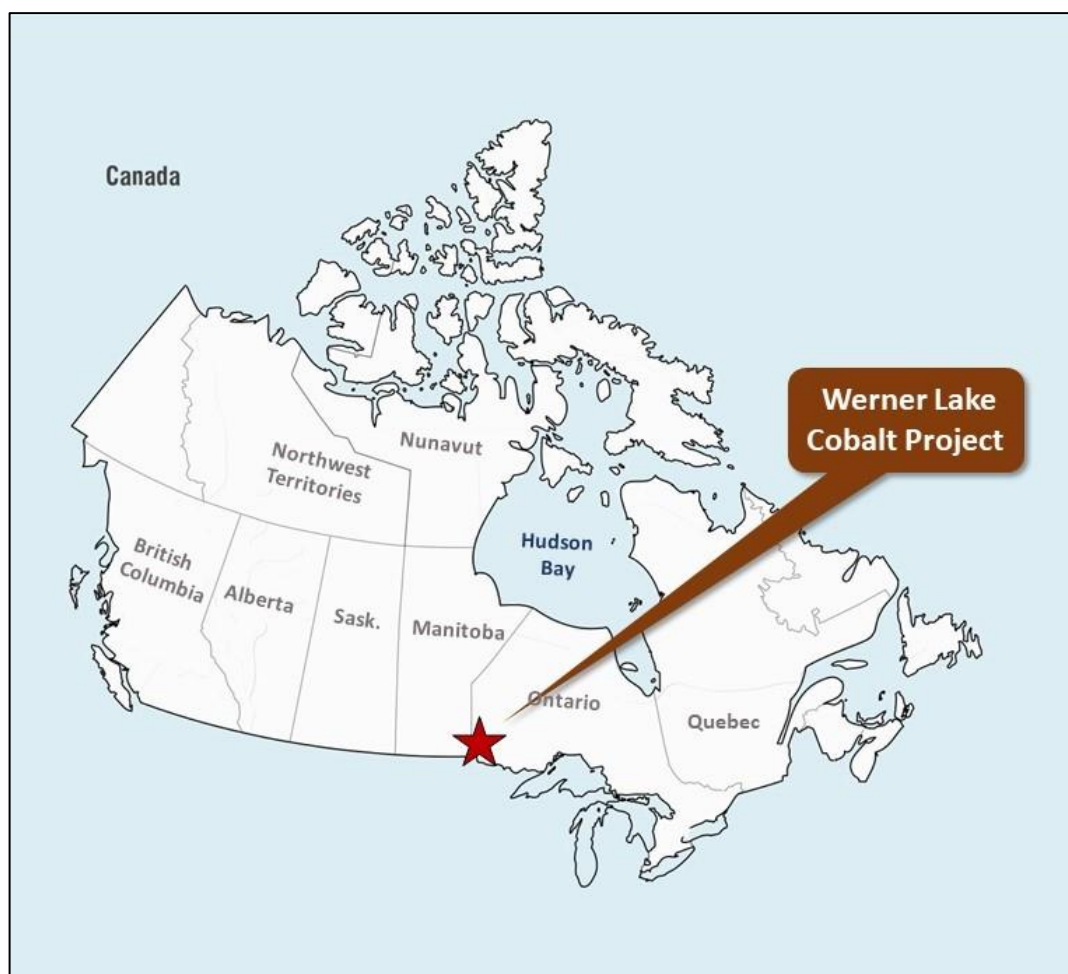 Canada
Werner Lake
Cobalt Project
Nunavut
Northwest
Territories
Hudson
Bay
British
Columbia
Alberta
Sask.
Manitoba
Ontario
Quebec